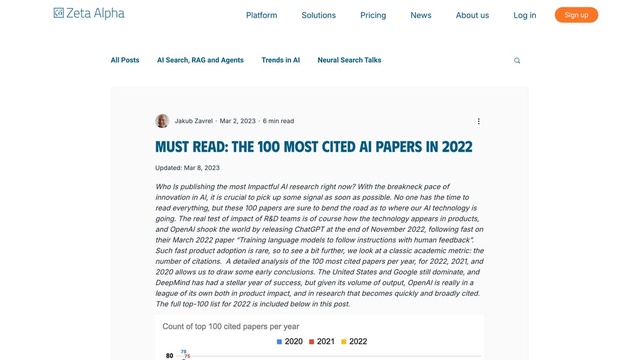 Zeta Alpha
Platform Solutions Pricing News About us Log in Sign up
All Posts AI Search, RAG and Agents Trends in AI Neural Search Talks
Jakub Zavrel · Mar 2, 2023 · 6 min read
MUST READ: THE 100 MOST CITED AI PAPERS IN 2022
Updated: Mar 8, 2023
Who Is publishing the most Impactful AI research right now? With the breakneck pace of
innovation in AI, it is crucial to pick up some signal as soon as possible. No one has the time to
read everything, but these 100 papers are sure to bend the road as to where our AI technology is
going. The real test of impact of R&D teams is of course how the technology appears in products,
and OpenAI shook the world by releasing ChatGPT at the end of November 2022, following fast on
their March 2022 paper “Training language models to follow instructions with human feedback”.
Such fast product adoption is rare, so to see a bit further, we look at a classic academic metric: the
number of citations. A detailed analysis of the 100 most cited papers per year, for 2022, 2021, and
2020 allows us to draw some early conclusions. The United States and Google still dominate, and
DeepMind has had a stellar year of success, but given its volume of output, OpenAI is really in a
league of its own both in product impact, and in research that becomes quickly and broadly cited.
The full top-100 list for 2022 is included below in this post.
Count of top 100 cited papers per year
2020 2021 2022
80 78
75